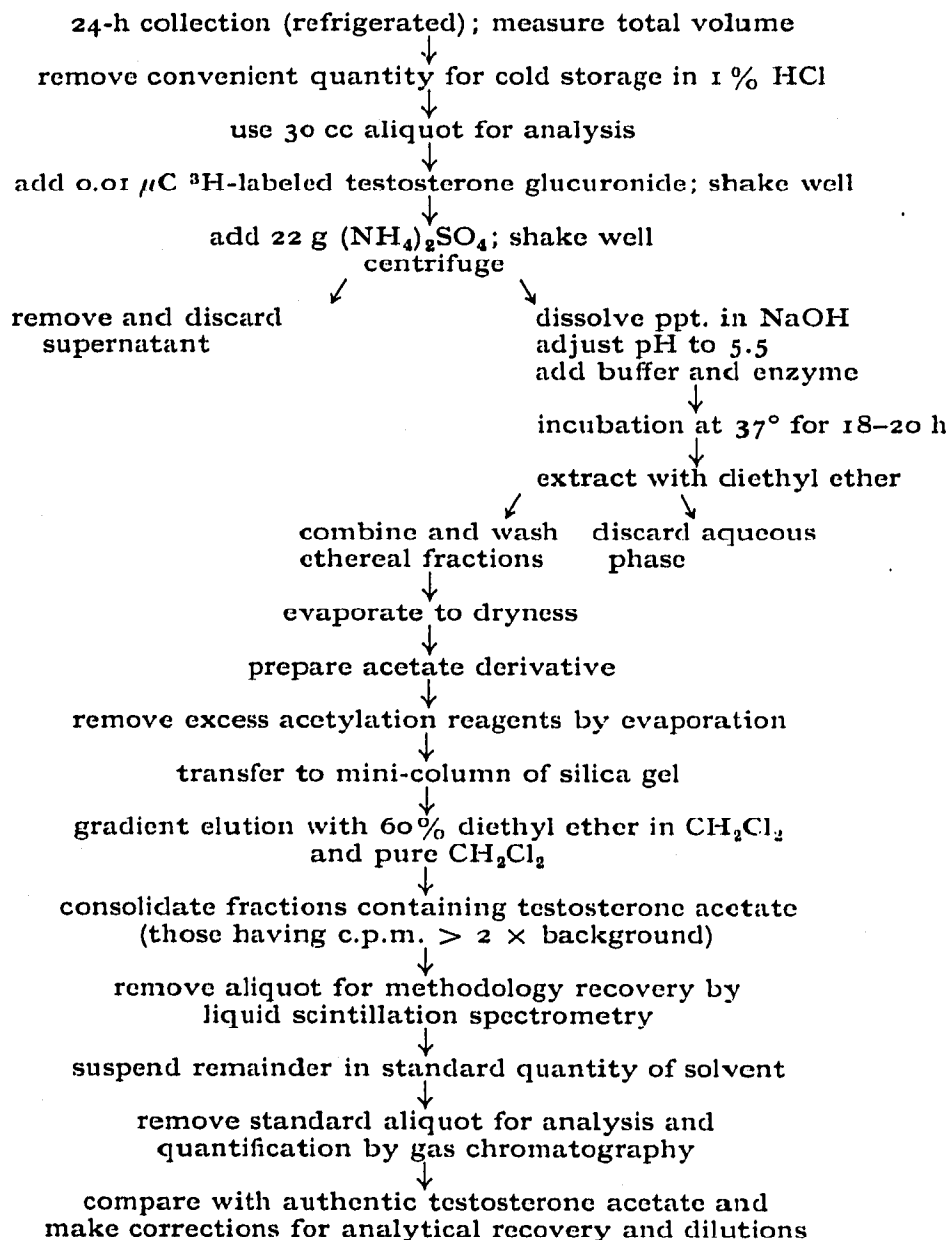 24-h collection (refrigerated); measure total volume
remove convenient quantity for cold storage in 1% HCl
use 30 cc aliquot for analysis
add 0.01 μC ³H-labeled testosterone glucuronide; shake well
add 22 g (NH₄)₂SO₄; shake well
centrifuge
remove and discard
supernatant
dissolve ppt. in NaOH
adjust pH to 5.5
add buffer and enzyme
incubation at 37° for 18–20 h
extract with diethyl ether
combine and wash
ethereal fractions
discard aqueous
phase
evaporate to dryness
prepare acetate derivative
remove excess acetylation reagents by evaporation
transfer to mini-column of silica gel
gradient elution with 60% diethyl ether in CH₂Cl₂
and pure CH₂Cl₂
consolidate fractions containing testosterone acetate
(those having c.p.m. > 2 × background)
remove aliquot for methodology recovery by
liquid scintillation spectrometry
suspend remainder in standard quantity of solvent
remove standard aliquot for analysis and
quantification by gas chromatography
compare with authentic testosterone acetate and
make corrections for analytical recovery and dilutions